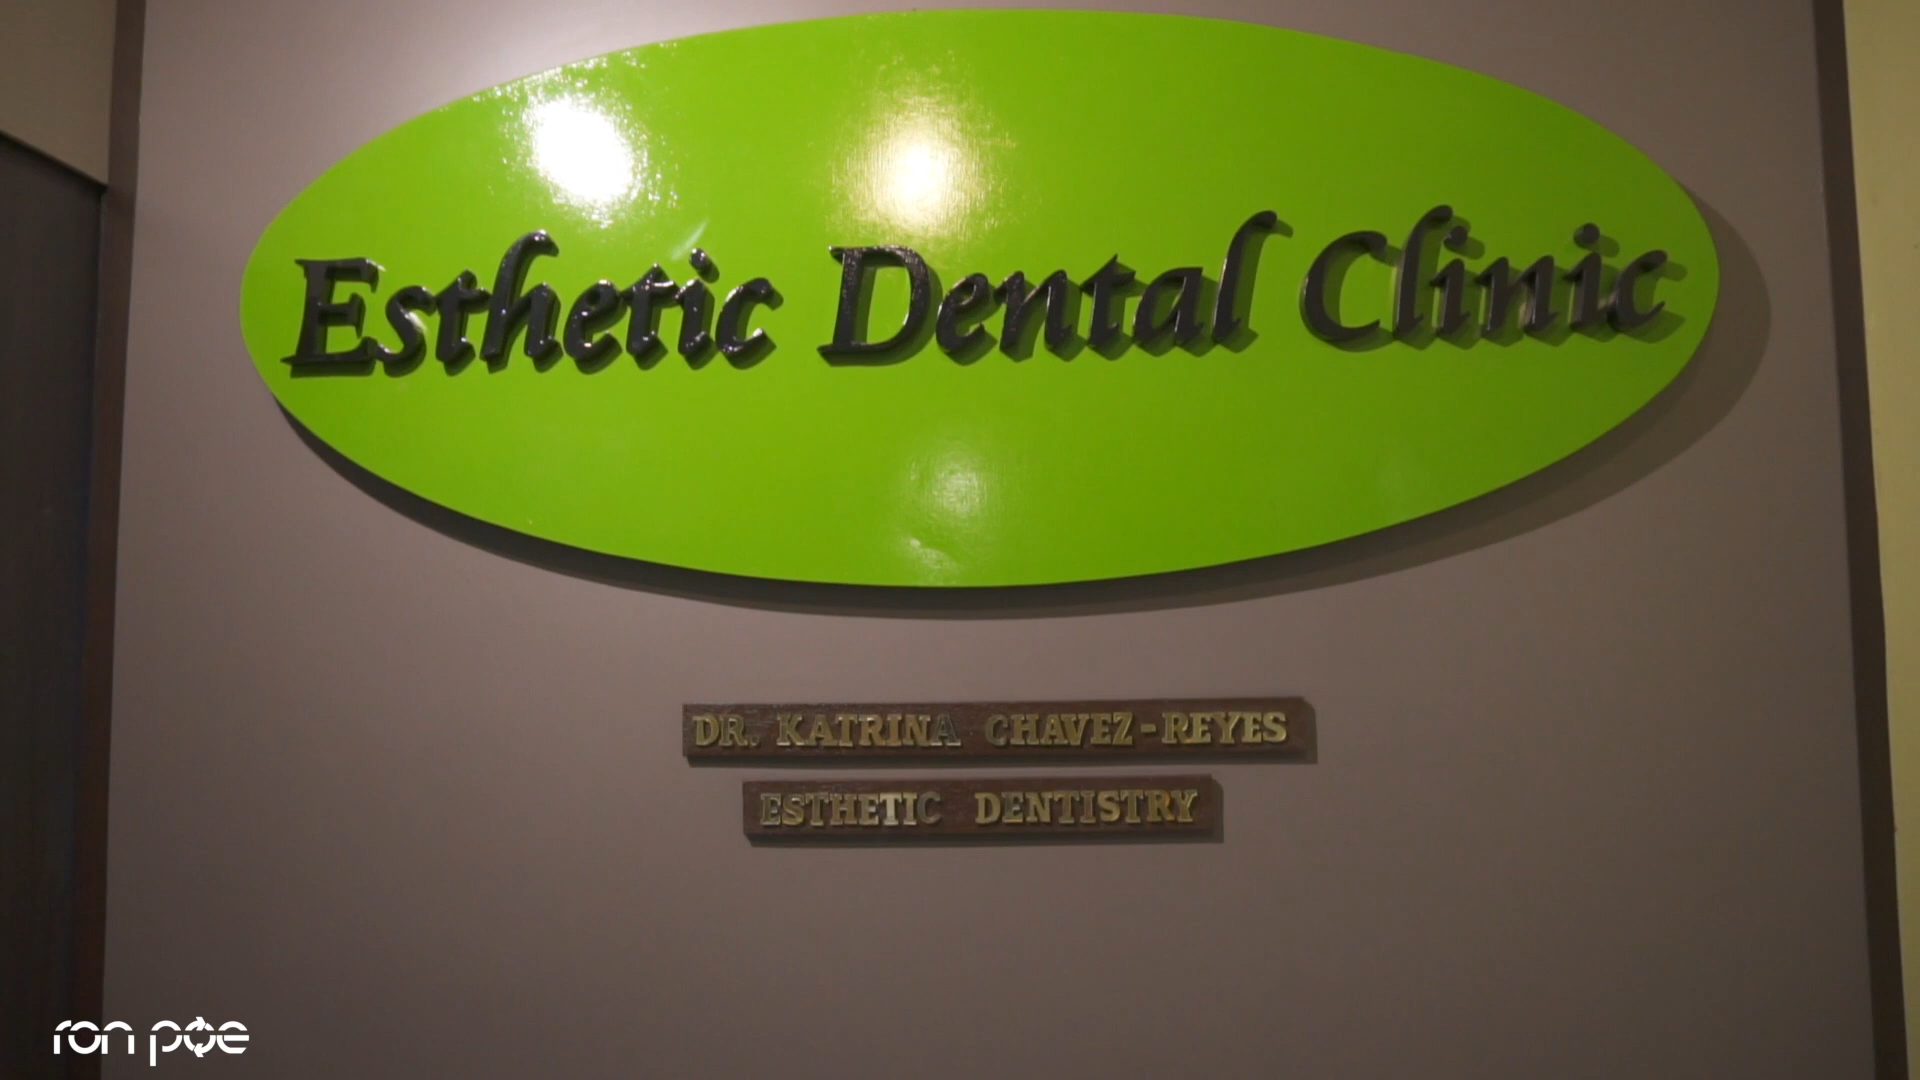 Esthetic Dental Clinic
DR. KATRINA CHAVEZ-REYES
ESTHETIC DENTISTRY
ron poe